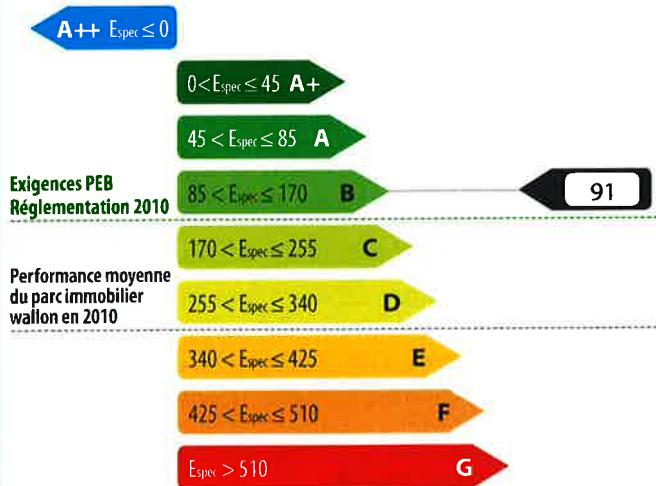 A++ Espec ≤ 0
0 < Espec ≤ 45 A+
45 < Espec ≤ 85 A
Exigences PEB
Réglementation 2010
85 < Espec ≤ 170 B
91
170 < Espec ≤ 255 C
Performance moyenne
du parc immobilier
wallon en 2010
255 < Espec ≤ 340 D
340 < Espec ≤ 425 E
425 < Espec ≤ 510 F
Espec > 510 G